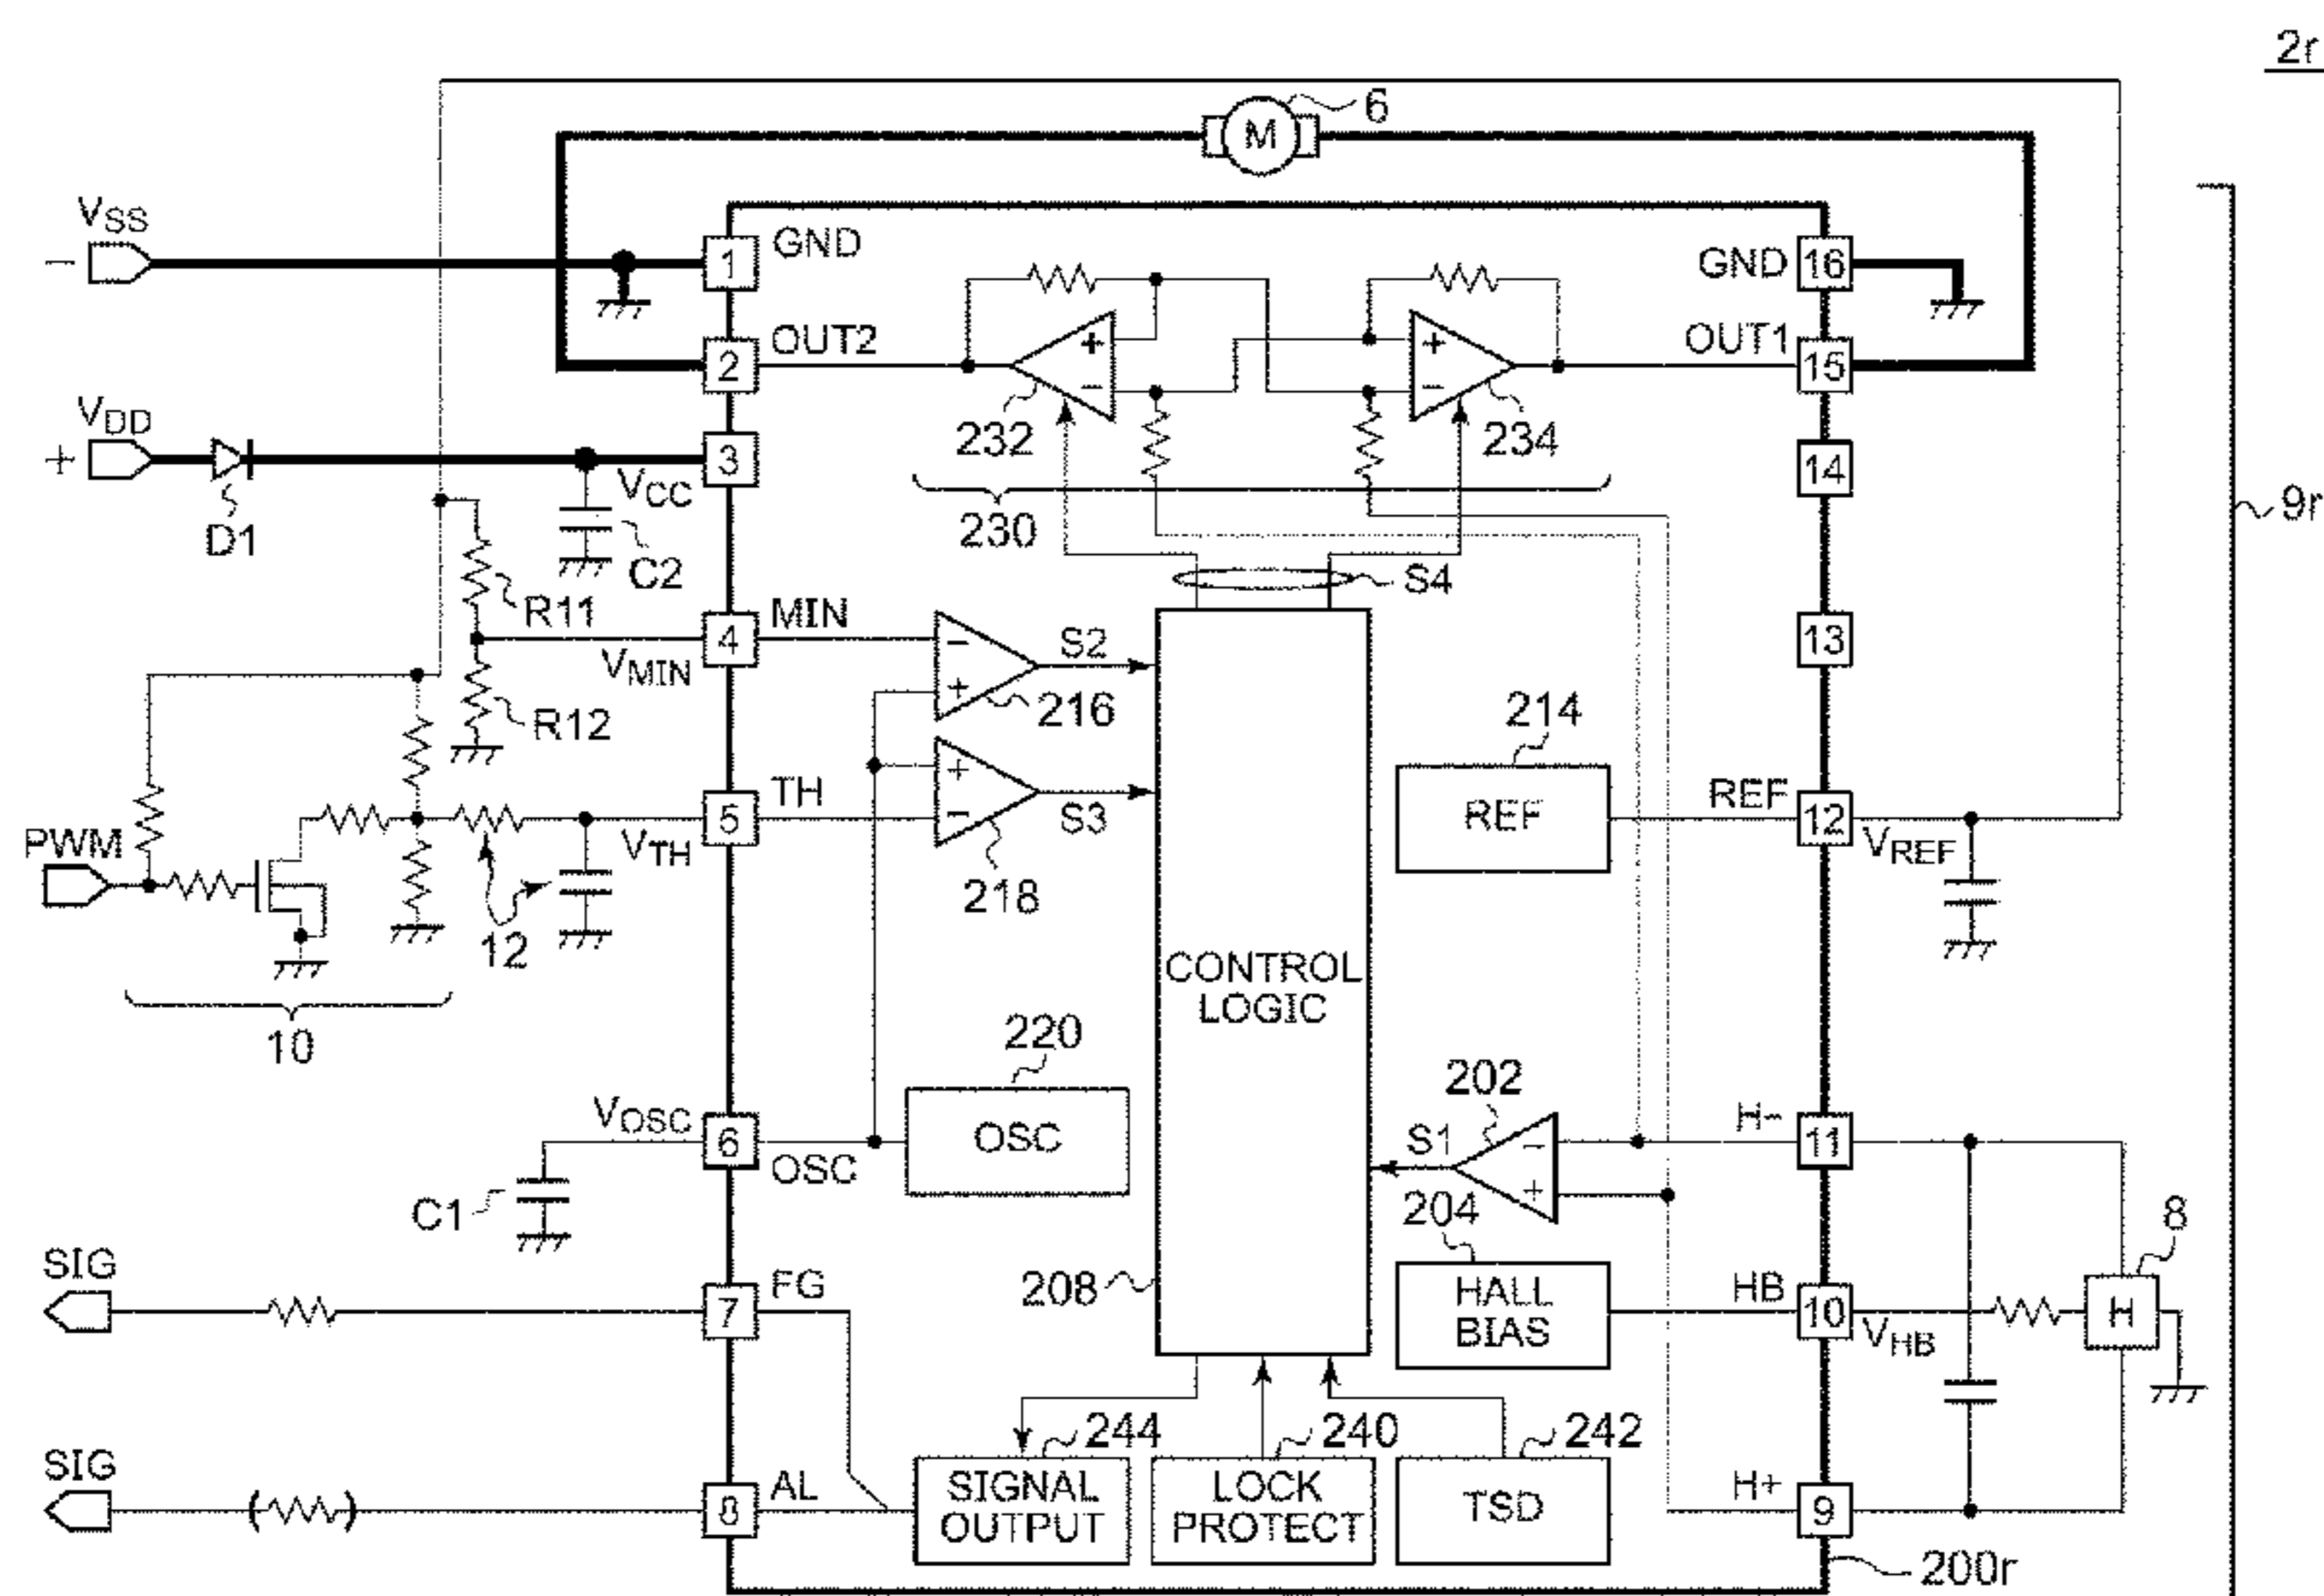 2r
6
M
VSS
−
1
GND
GND
16
2
OUT2
OUT1
15
+
−
+
−
232
234
VDD
+
3
14
VCC
D1
C2
230
9r
S4
R11
4
MIN
VMIN
−
+
S2
216
13
R12
214
REF
REF
12
VREF
PWM
5
TH
VTH
+
−
S3
218
12
10
CONTROL
LOGIC
220
OSC
VOSC
6
OSC
C1
202
S1
−
+
H−
11
204
HALL
BIAS
HB
10
VHB
8
H
208
SIG
7
FG
SIG
8
AL
244
SIGNAL
OUTPUT
240
LOCK
PROTECT
242
TSD
H+
9
200r